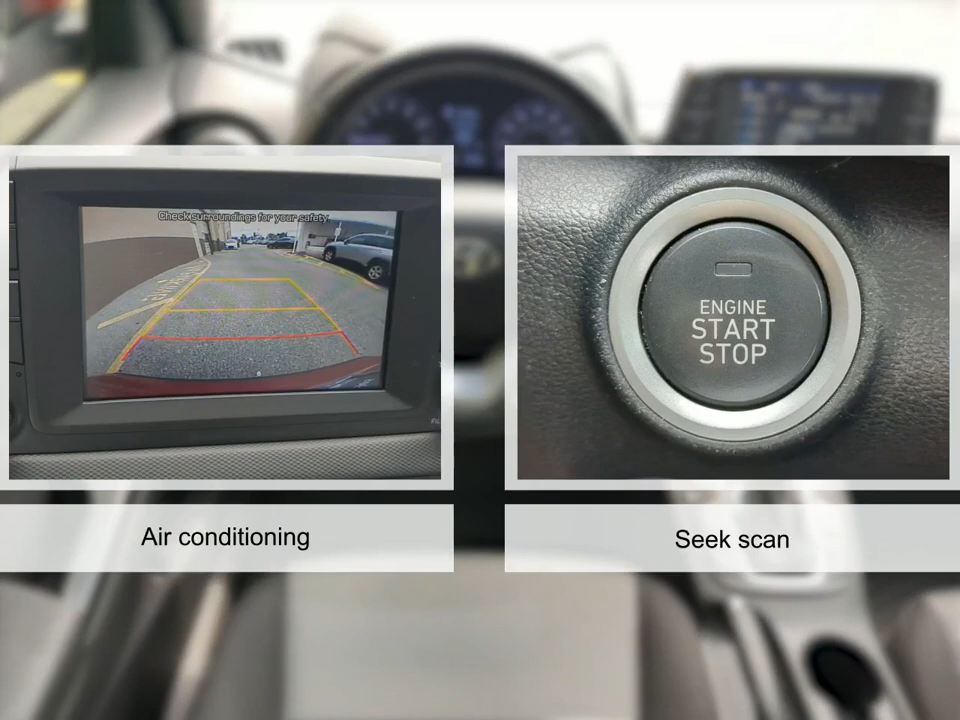 Check surroundings for your safety.
ENGINE
START
STOP
Air conditioning
Seek scan